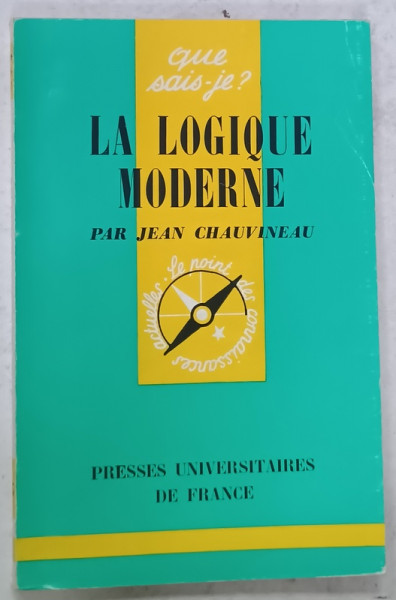 que
sais-je?
LA LOGIQUE
MODERNE
PAR JEAN CHAUVINEAU
Le point des connaissances actuelles
PRESSES UNIVERSITAIRES
DE FRANCE